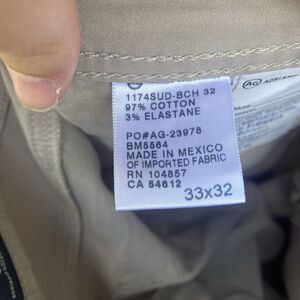 1174SUD-BCH 32
97% COTTON
3% ELASTANE
PO#AG-23978
BM5564
MADE IN MEXICO
OF IMPORTED FABRIC
RN 104857
CA 54612
33x32
AG